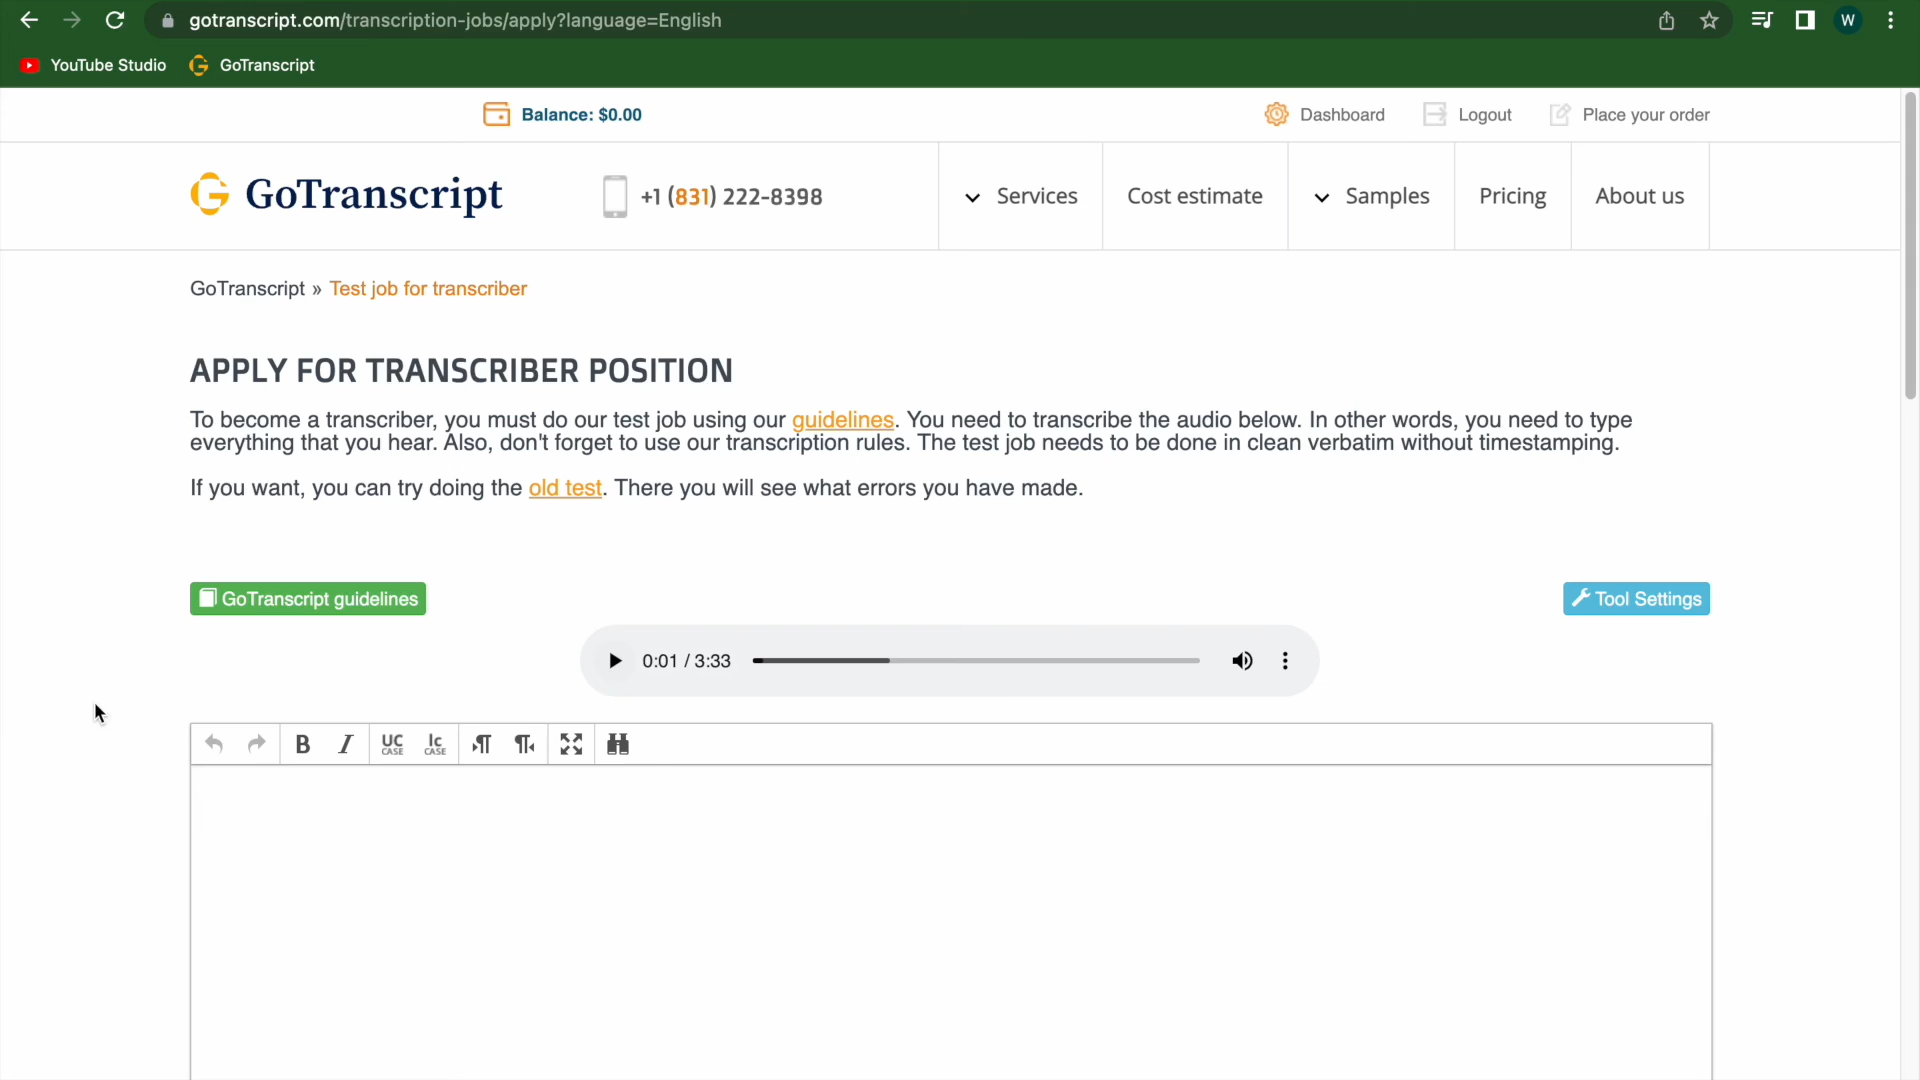 gotranscript.com/transcription-jobs/apply?language=English
W
YouTube Studio
GoTranscript
Balance: $0.00
Dashboard
Logout
Place your order
GoTranscript
+1 (831) 222-8398
Services
Cost estimate
Samples
Pricing
About us
GoTranscript » Test job for transcriber
APPLY FOR TRANSCRIBER POSITION
To become a transcriber, you must do our test job using our guidelines. You need to transcribe the audio below. In other words, you need to type
everything that you hear. Also, don't forget to use our transcription rules. The test job needs to be done in clean verbatim without timestamping.
If you want, you can try doing the old test. There you will see what errors you have made.
GoTranscript guidelines
Tool Settings
0:01 / 3:33
B I UC CASE lc CASE